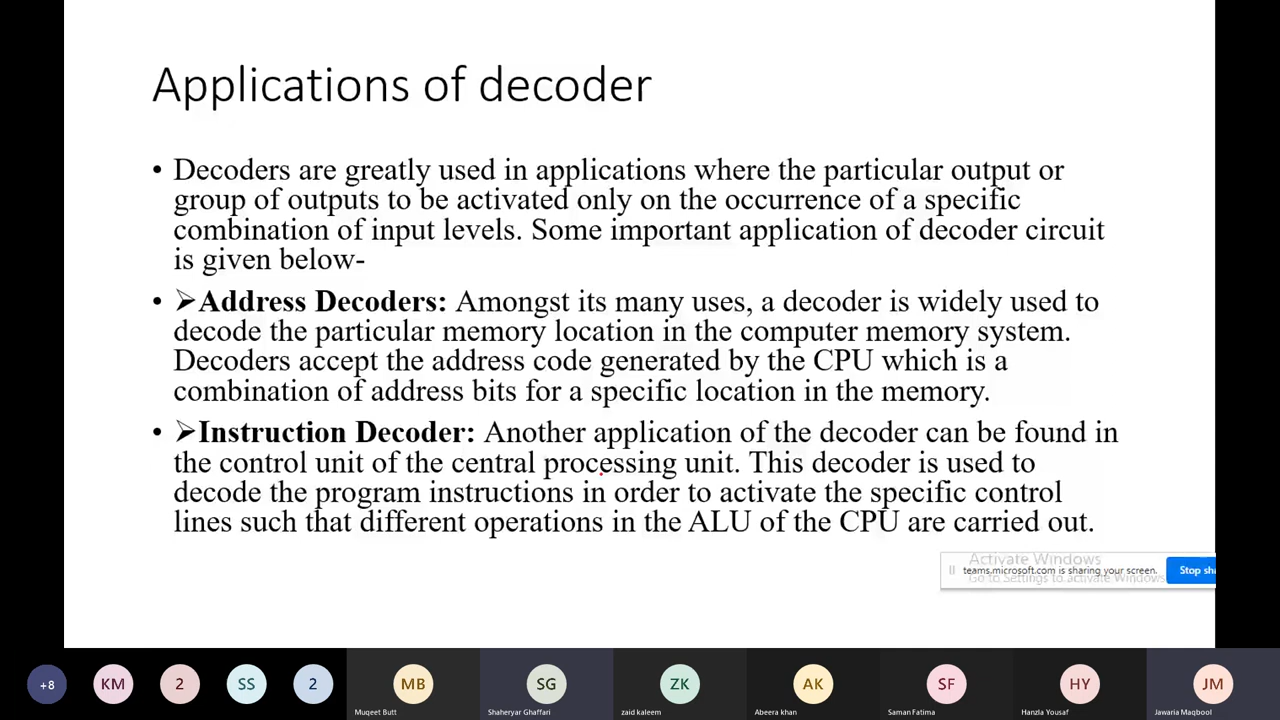 Applications of decoder
• Decoders are greatly used in applications where the particular output or
group of outputs to be activated only on the occurrence of a specific
combination of input levels. Some important application of decoder circuit
is given below-
• ➢Address Decoders: Amongst its many uses, a decoder is widely used to
decode the particular memory location in the computer memory system.
Decoders accept the address code generated by the CPU which is a
combination of address bits for a specific location in the memory.
• ➢Instruction Decoder: Another application of the decoder can be found in
the control unit of the central processing unit. This decoder is used to
decode the program instructions in order to activate the specific control
lines such that different operations in the ALU of the CPU are carried out.
Activate Windows
teams.microsoft.com is sharing your screen. Stop sha
Go to Settings to activate Windows
+8 KM 2 SS 2 MB SG ZK AK SF HY JM
Muqeet Butt Shaheryar Ghaffari zaid kaleem Abeera khan Saman Fatima Hanzla Yousaf Jawaria Maqbool